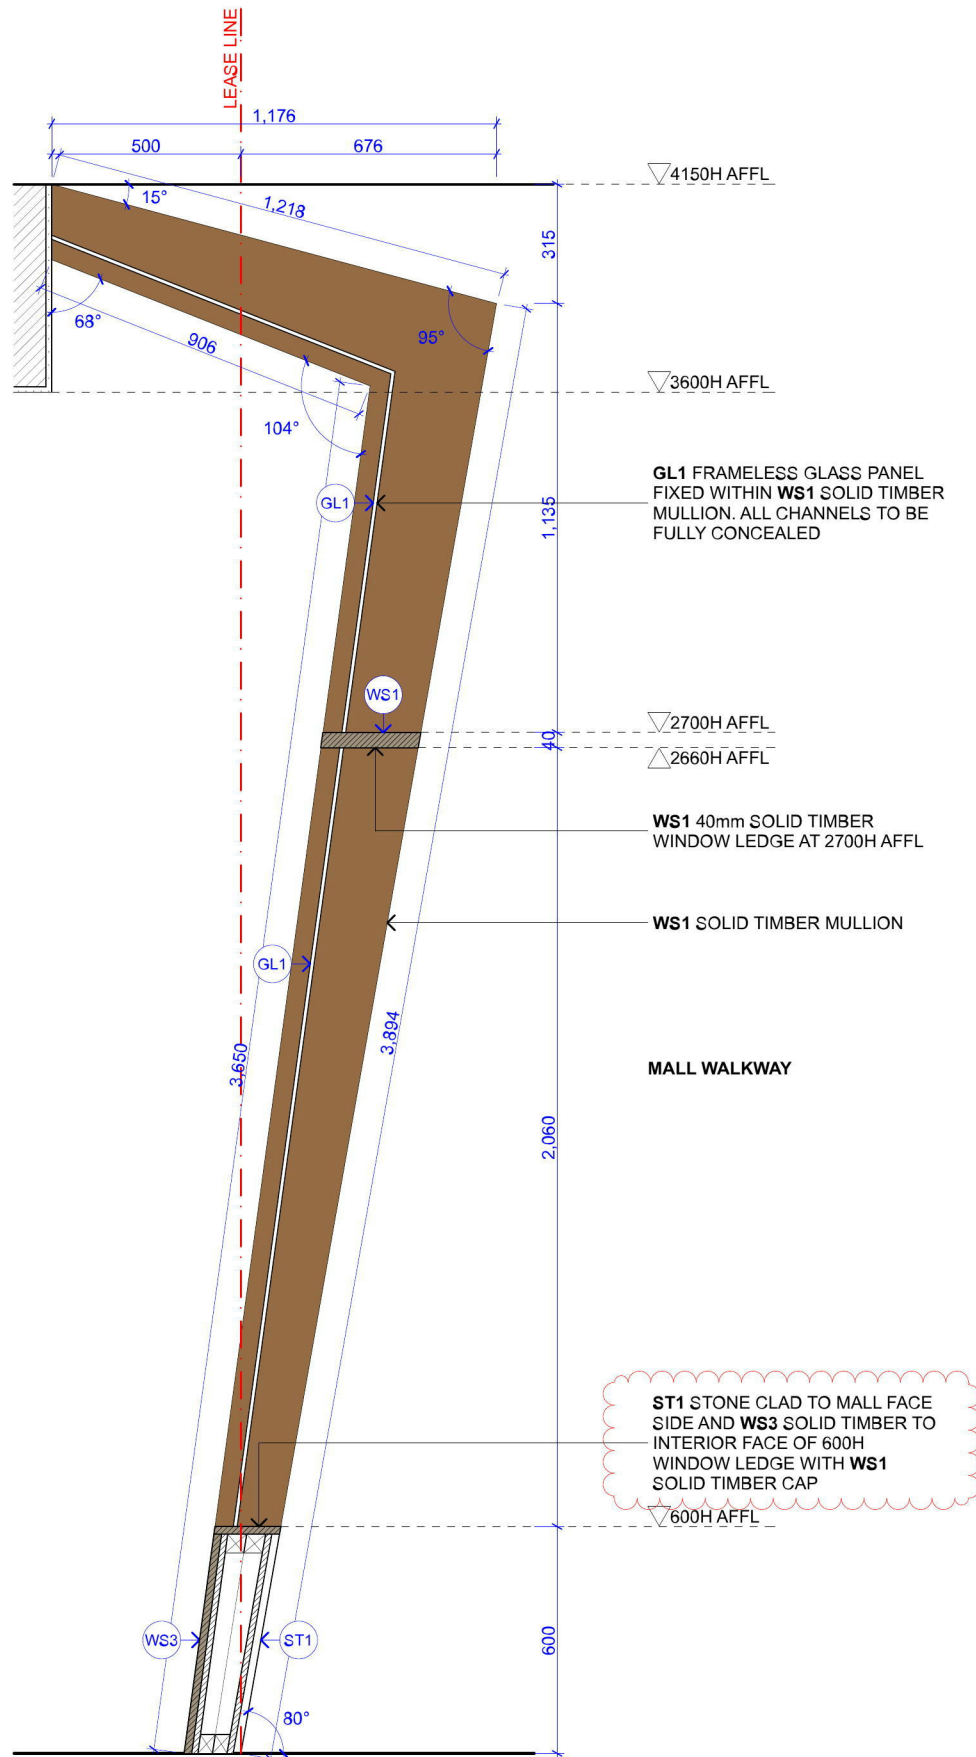 LEASE LINE
1,176
500
676
4150H AFFL
15°
1,218
315
68°
906
95°
3600H AFFL
104°
GL1
1,135
GL1 FRAMELESS GLASS PANEL
FIXED WITHIN WS1 SOLID TIMBER
MULLION. ALL CHANNELS TO BE
FULLY CONCEALED
WS1
2700H AFFL
40
2660H AFFL
WS1 40mm SOLID TIMBER
WINDOW LEDGE AT 2700H AFFL
WS1 SOLID TIMBER MULLION
GL1
3,650
3,894
MALL WALKWAY
2,060
ST1 STONE CLAD TO MALL FACE
SIDE AND WS3 SOLID TIMBER TO
INTERIOR FACE OF 600H
WINDOW LEDGE WITH WS1
SOLID TIMBER CAP
600H AFFL
WS3
ST1
600
80°